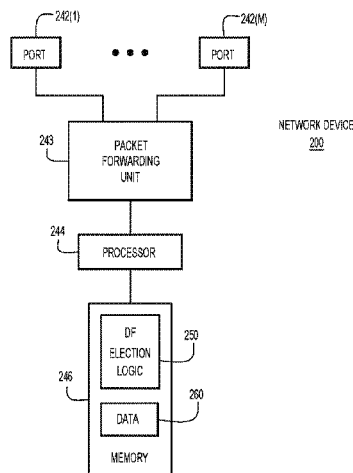 242(1)
242(M)
PORT
PORT
243
PACKET
FORWARDING
UNIT
NETWORK DEVICE
200
244
PROCESSOR
246
DF
ELECTION
LOGIC
250
DATA
260
MEMORY